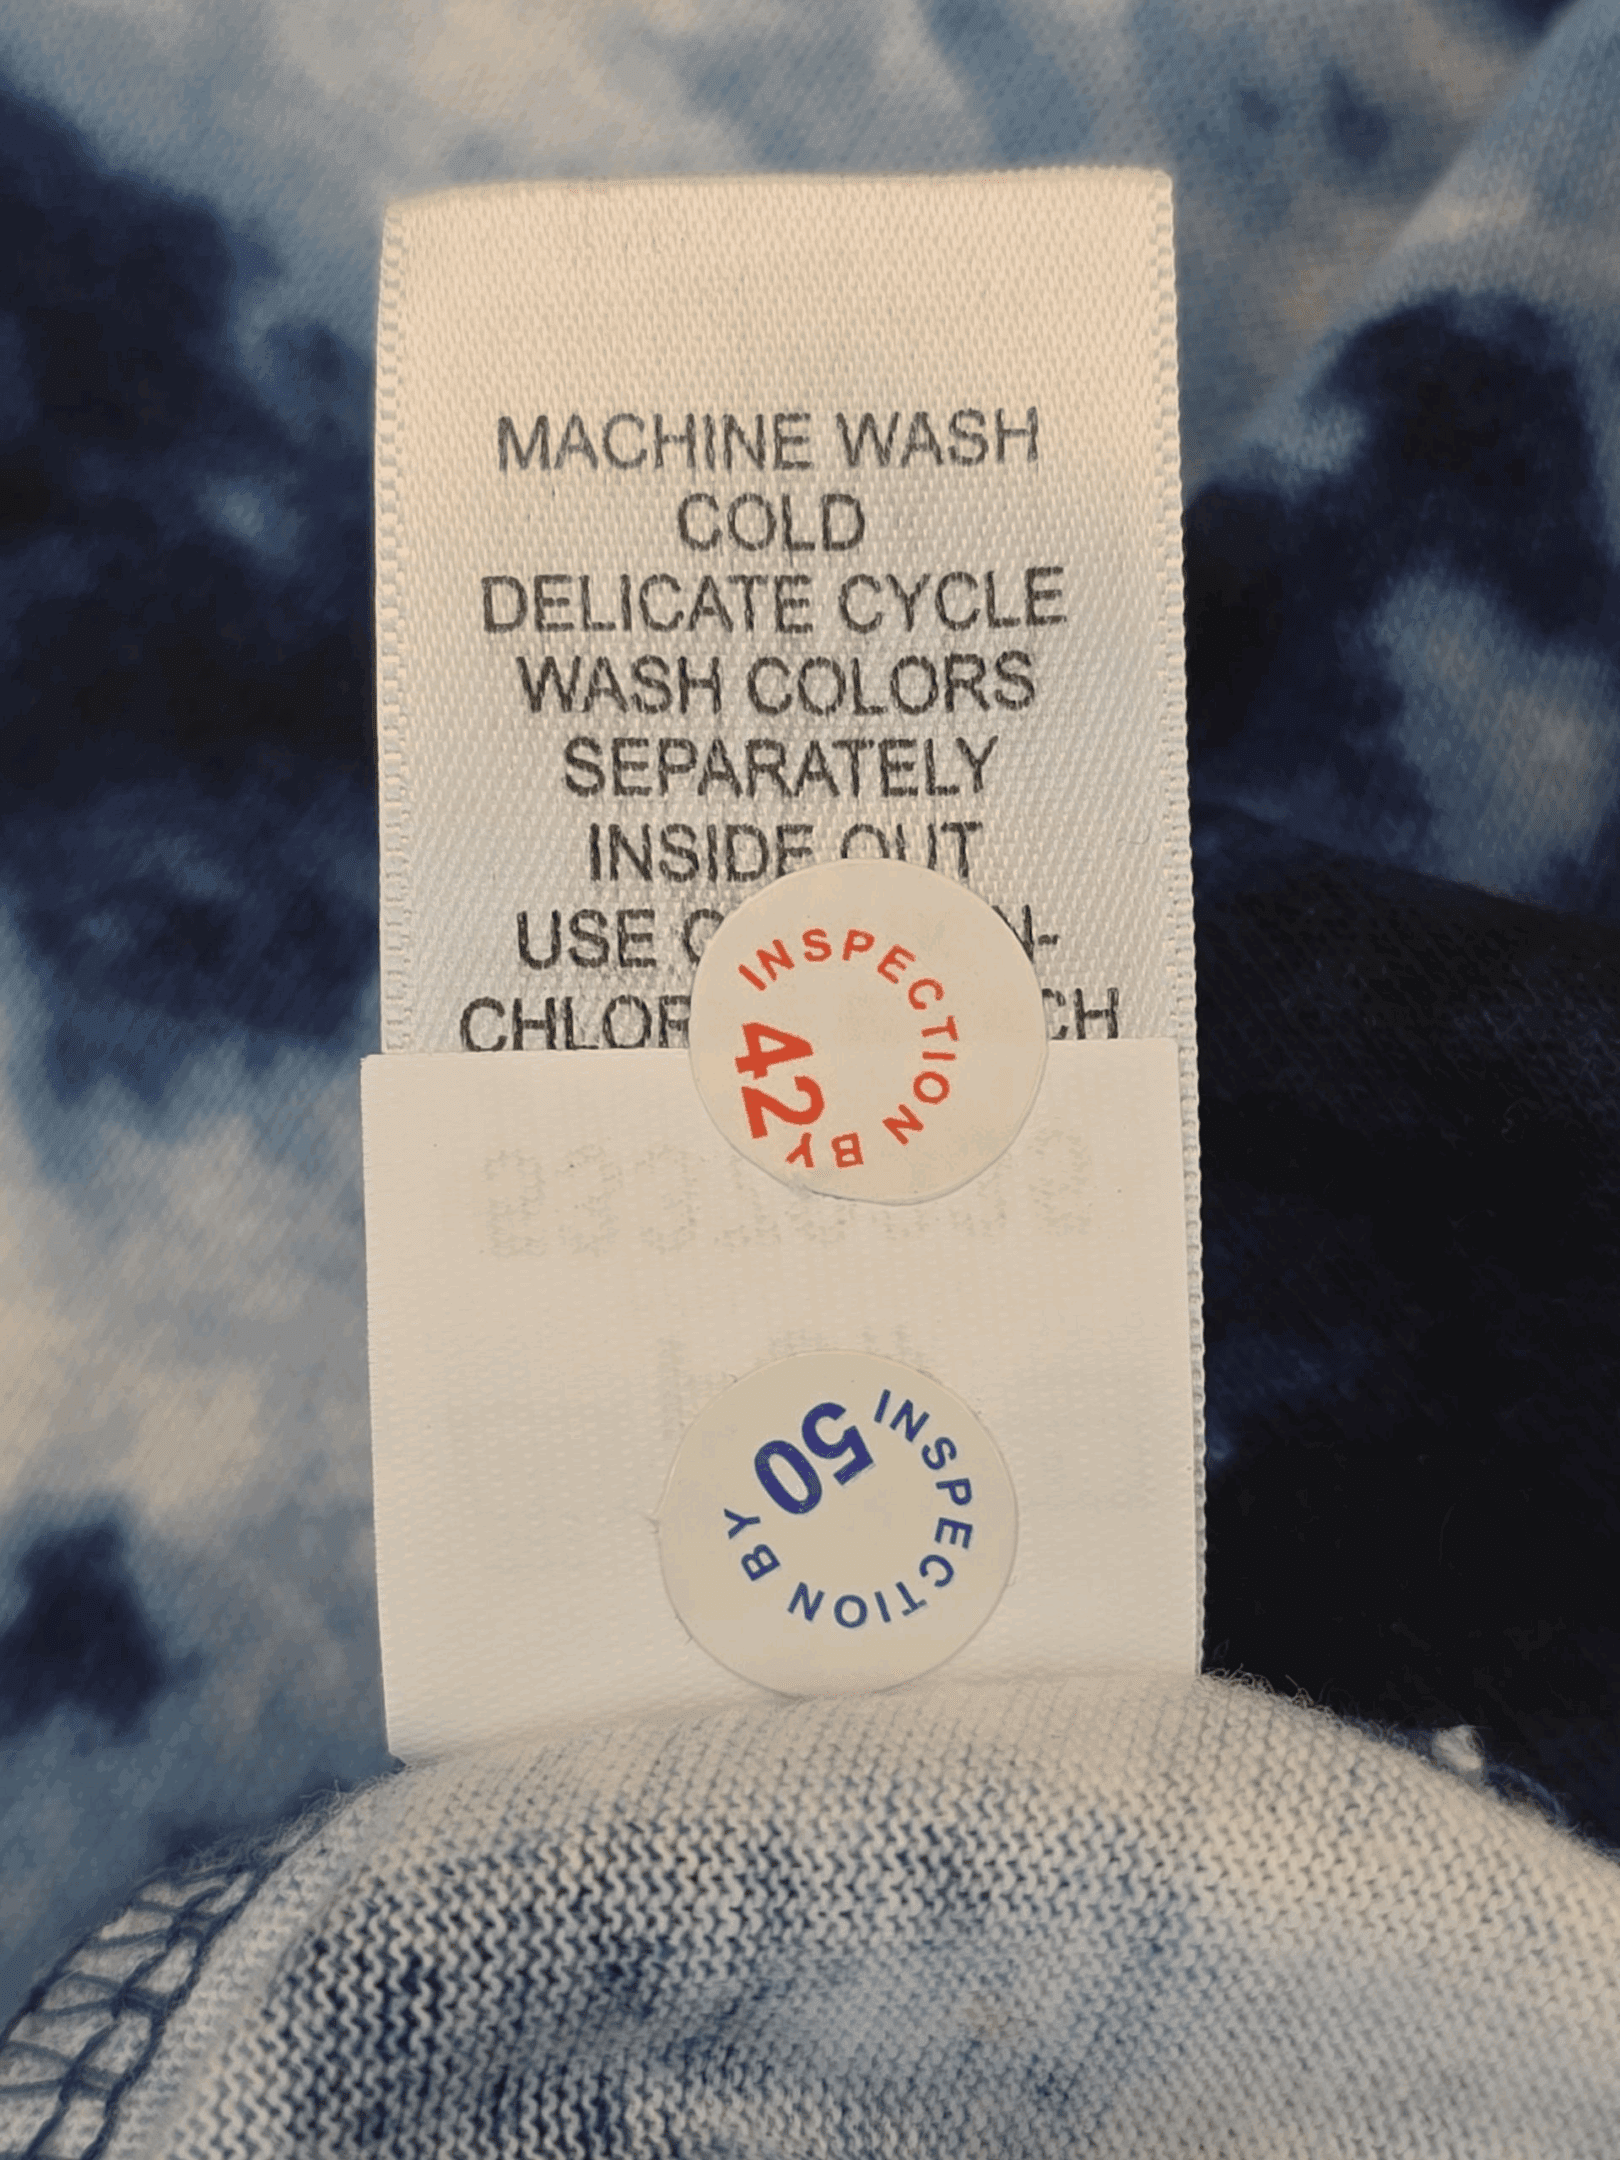 MACHINE WASH
COLD
DELICATE CYCLE
WASH COLORS
SEPARATELY
INSIDE OUT
USE
INSPECTION BY
42
INSPECTION BY
50